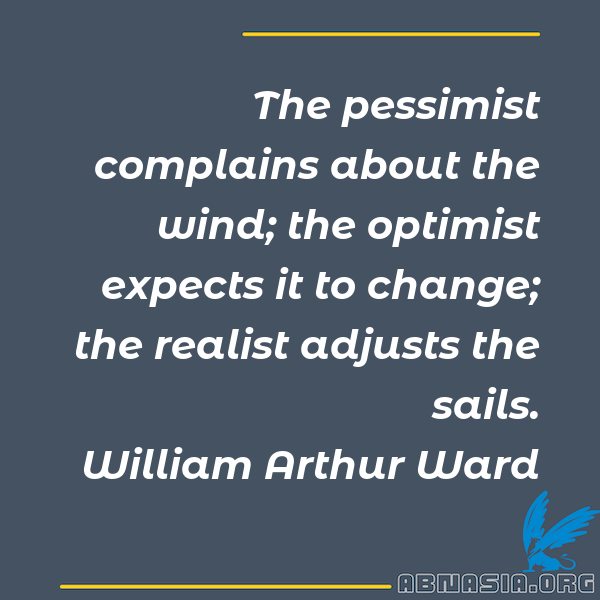 The pessimist
complains about the
wind; the optimist
expects it to change;
the realist adjusts the
sails.
William Arthur Ward
ABNASIA.ORG